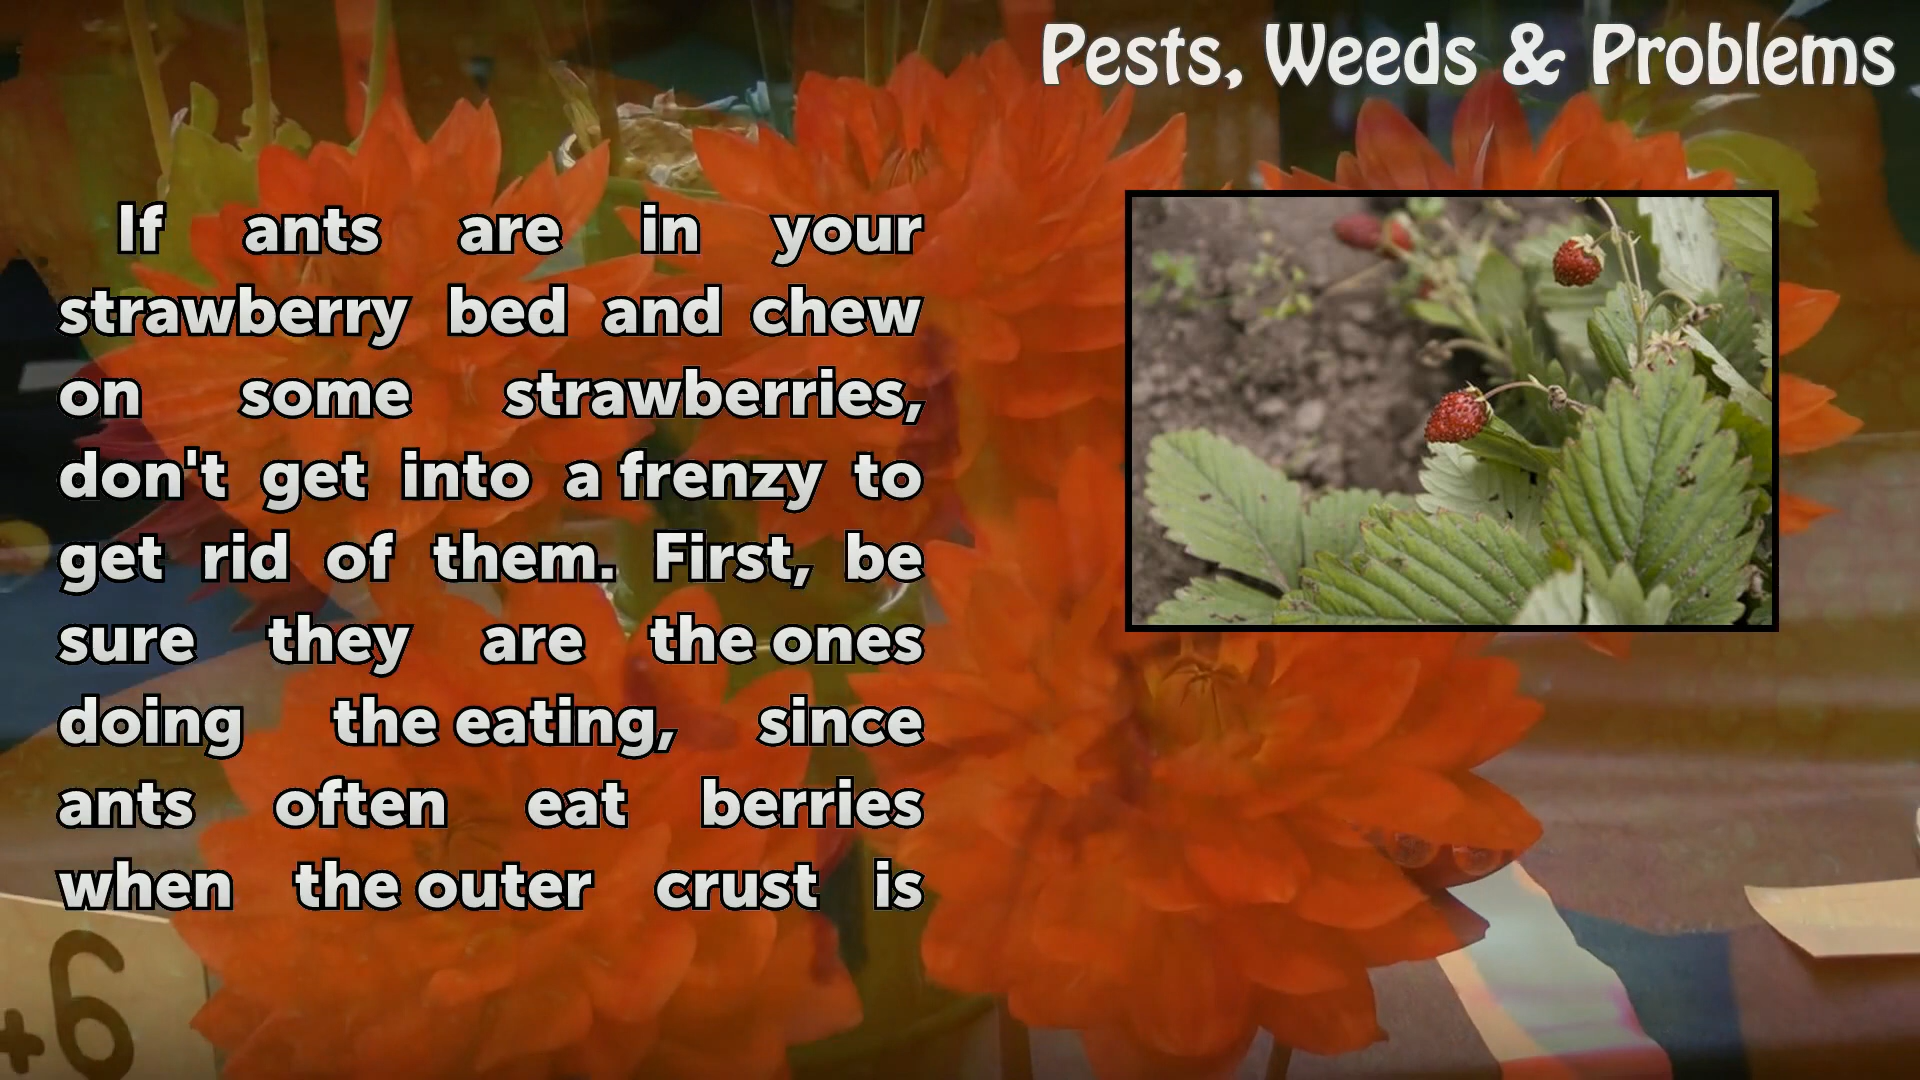 Pests, Weeds & Problems
If ants are in your
strawberry bed and chew
on some strawberries,
don't get into a frenzy to
get rid of them. First, be
sure they are the ones
doing the eating, since
ants often eat berries
when the outer crust is
+6